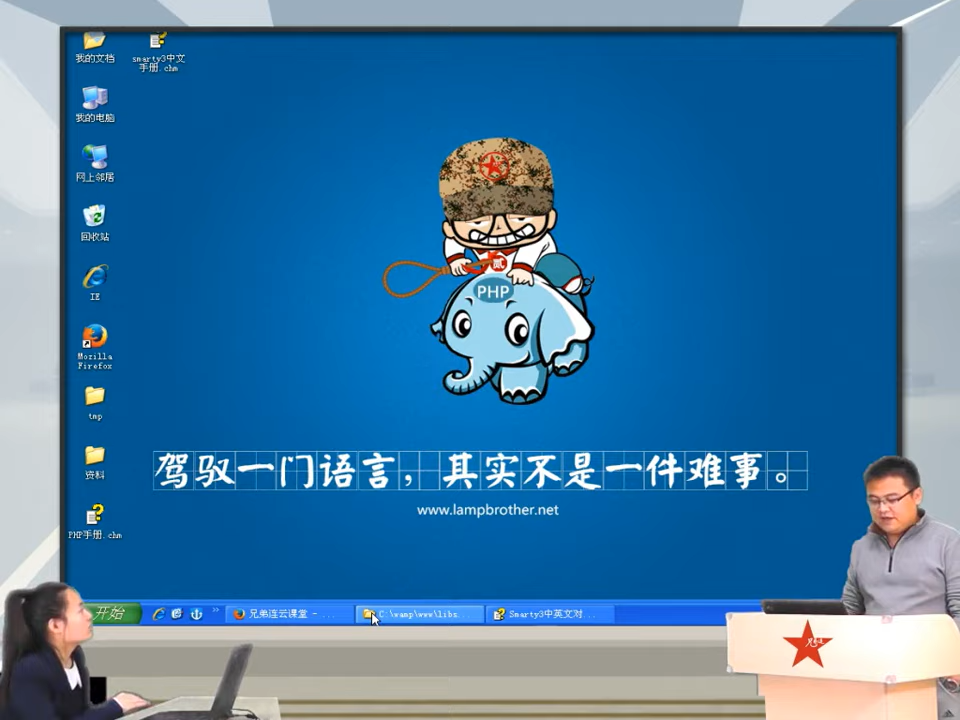 我的文档
smarty3中文
手册.chm
我的电脑
网上邻居
回收站
IE
Mozilla
Firefox
tmp
资料
PHP手册.chm
贰
PHP
驾驭一门语言，其实不是一件难事。
www.lampbrother.net
开始
兄弟连云课堂 - ...
C:\wamp\www\libs...
Smarty3中英文对...